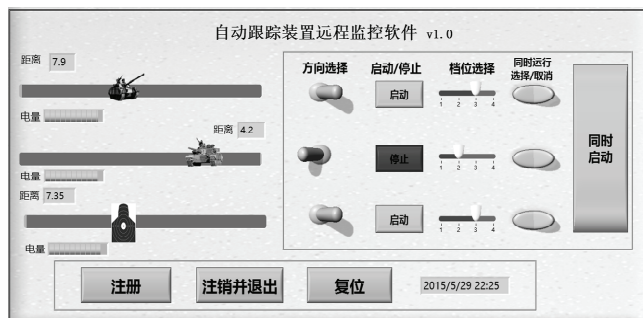 自动跟踪装置远程监控软件 v1.0
距离 7.9
电量
距离 4.2
电量
距离 7.35
电量
方向选择 启动/停止 档位选择 同时运行
选择/取消
启动 1 2 3 4
停止 1 2 3 4
启动 1 2 3 4
同时
启动
注册 注销并退出 复位 2015/5/29 22:25